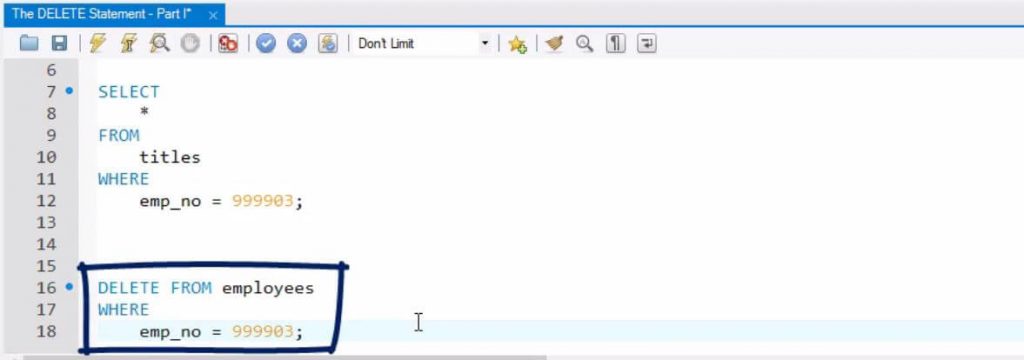 The DELETE Statement - Part I*
Don't Limit
6
7 SELECT
8 *
9 FROM
10 titles
11 WHERE
12 emp_no = 999903;
13
14
15
16 DELETE FROM employees
17 WHERE
18 emp_no = 999903;